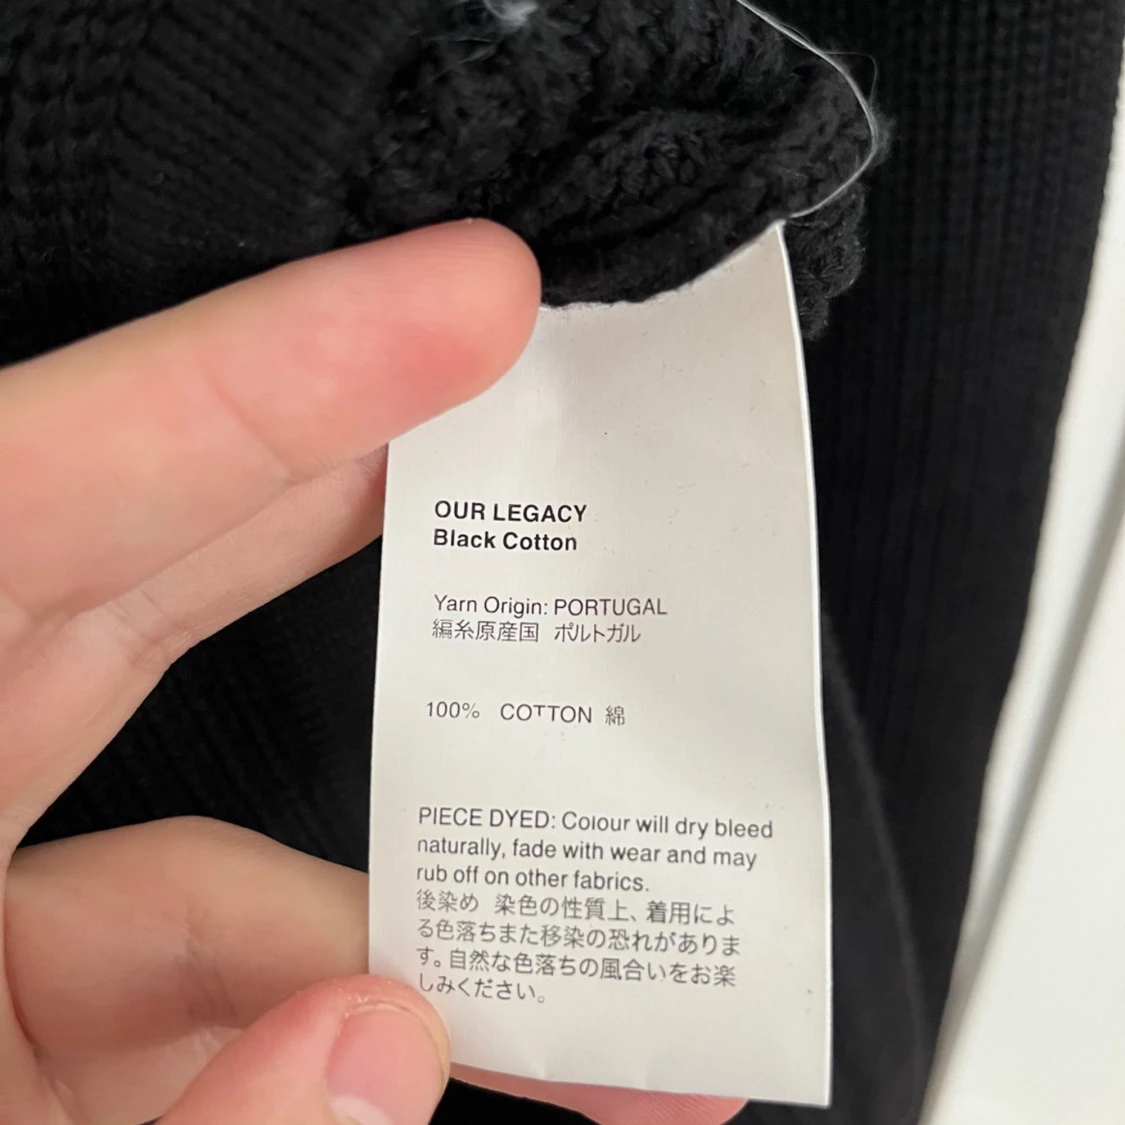 OUR LEGACY
Black Cotton
Yarn Origin: PORTUGAL
編糸原産国 ポルトガル
100% COTTON 綿
PIECE DYED: Colour will dry bleed
naturally, fade with wear and may
rub off on other fabrics.
後染め 染色の性質上、着用によ
る色落ちまた移染の恐れがありま
す。自然な色落ちの風合いをお楽
しみください。